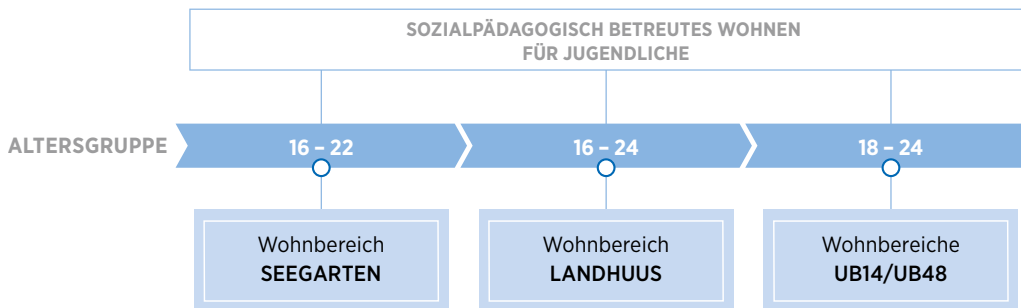 SOZIALPÄDAGOGISCH BETREUTES WOHNEN
FÜR JUGENDLICHE
ALTERSGRUPPE
16 – 22
16 – 24
18 – 24
Wohnbereich
SEEGARTEN
Wohnbereich
LANDHUUS
Wohnbereiche
UB14/UB48